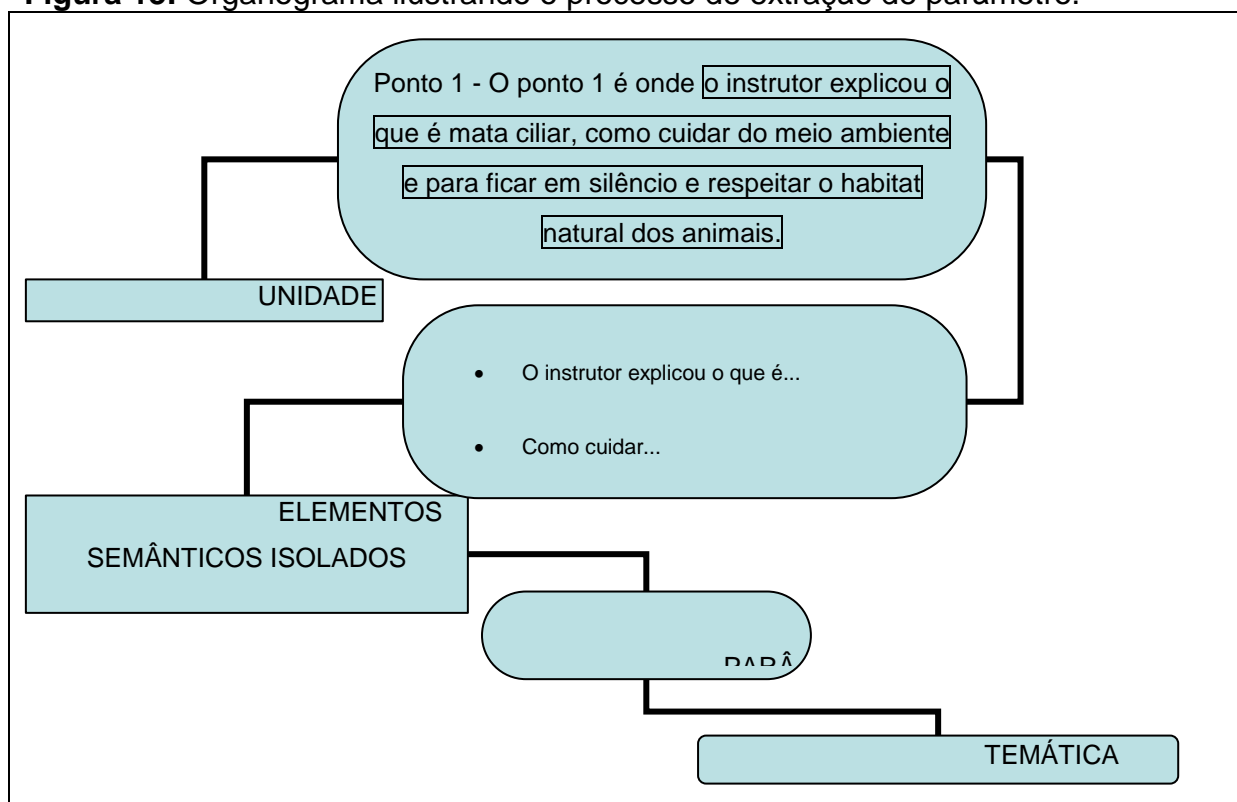 Figura 15. Organograma ilustrando o processo de extração do parâmetro.
Ponto 1 - O ponto 1 é onde o instrutor explicou o
que é mata ciliar, como cuidar do meio ambiente
e para ficar em silêncio e respeitar o habitat
natural dos animais.
UNIDADE
• O instrutor explicou o que é...
• Como cuidar...
ELEMENTOS
SEMÂNTICOS ISOLADOS
PARÂ
TEMÁTICA